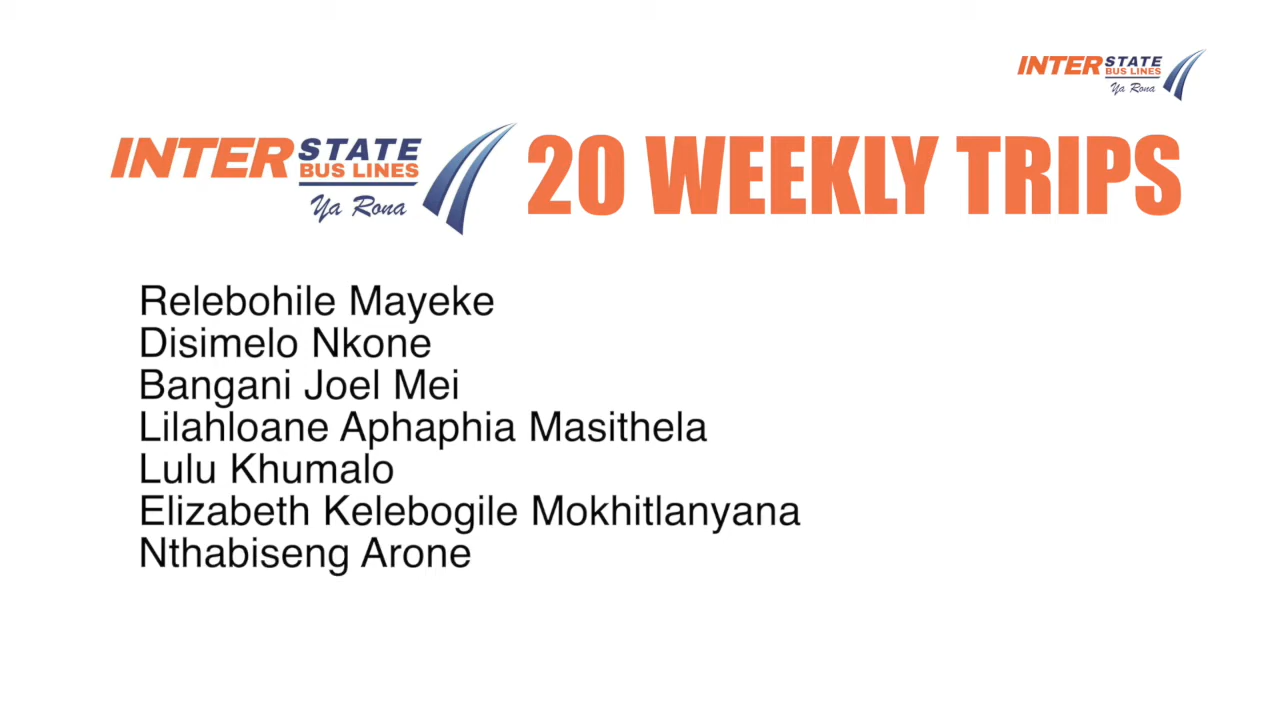 INTER STATE BUS LINES
Ya Rona
INTER STATE BUS LINES
Ya Rona
20 WEEKLY TRIPS
Relebohile Mayeke
Disimelo Nkone
Bangani Joel Mei
Lilahloane Aphaphia Masithela
Lulu Khumalo
Elizabeth Kelebogile Mokhitlanyana
Nthabiseng Arone